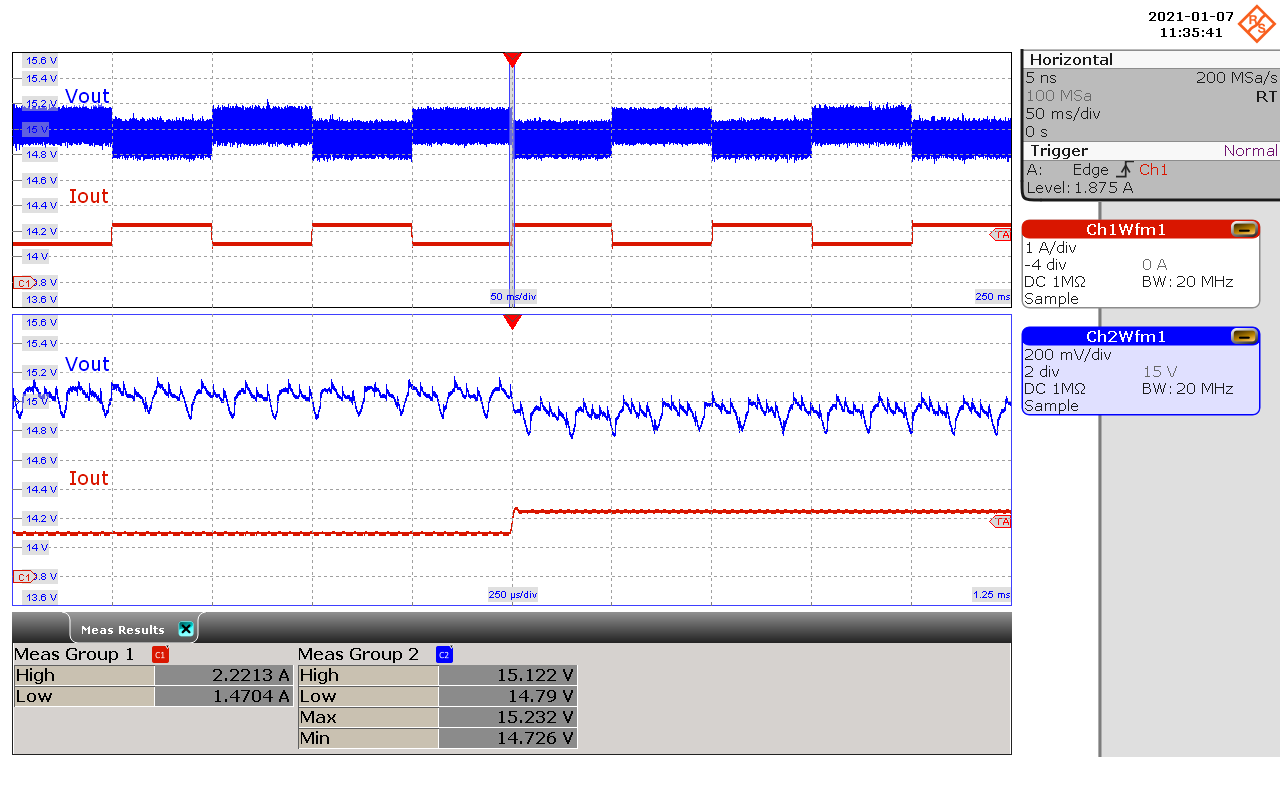 2021-01-07
11:35:41
R&S
Horizontal
5 ns 200 MSa/s
100 MSa RT
50 ms/div
0 s
Trigger Normal
A: Edge Ch1
Level: 1.875 A
Ch1Wfm1
1 A/div
-4 div 0 A
DC 1MΩ BW: 20 MHz
Sample
Ch2Wfm1
200 mV/div
2 div 15 V
DC 1MΩ BW: 20 MHz
Sample
15.6 V
15.4 V
15.2 V
Vout
15 V
14.8 V
14.6 V
Iout
14.4 V
14.2 V
TA
14 V
C1 3.8 V
13.6 V
50 ms/div
250 ms
15.6 V
15.4 V
Vout
15.2 V
15 V
14.8 V
14.6 V
Iout
14.4 V
14.2 V
TA
14 V
C1 3.8 V
13.6 V
250 µs/div
1.25 ms
Meas Results
Meas Group 1 C1
High 2.2213 A
Low 1.4704 A
Meas Group 2 C2
High 15.122 V
Low 14.79 V
Max 15.232 V
Min 14.726 V